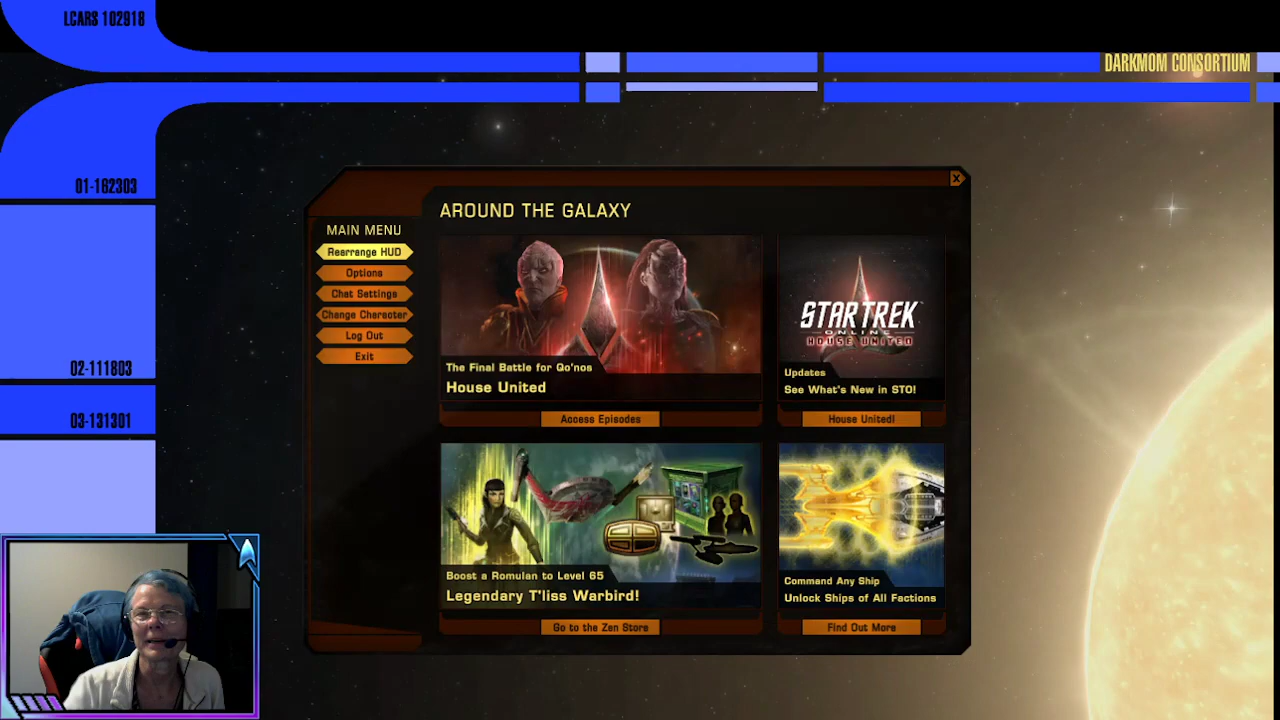 LCARS 102918
DARKMOM CONSORTIUM
01-162303
02-111803
03-131301
X
AROUND THE GALAXY
MAIN MENU
Rearrange HUD
Options
Chat Settings
Change Character
Log Out
Exit
The Final Battle for Qo'nos
House United
Access Episodes
STAR TREK
ONLINE
HOUSE UNITED
Updates
See What's New in STO!
House United!
Boost a Romulan to Level 65
Legendary T'liss Warbird!
Go to the Zen Store
Command Any Ship
Unlock Ships of All Factions
Find Out More